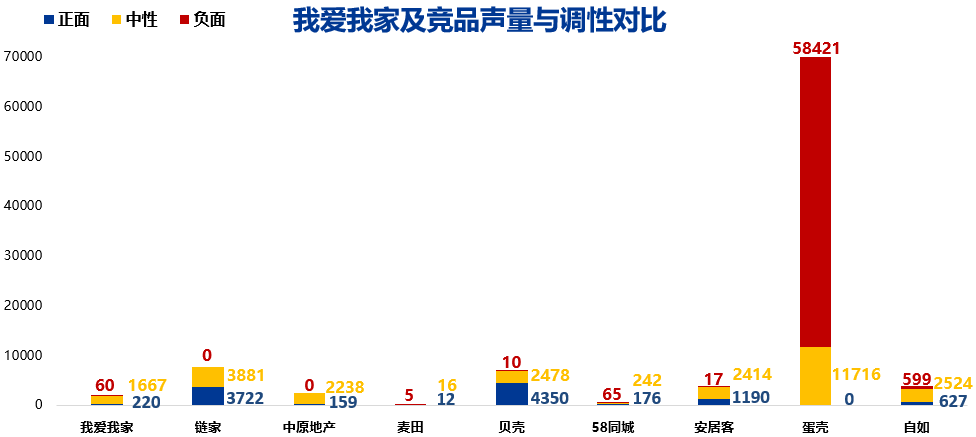 我爱我家及竞品声量与调性对比
正面 中性 负面
70000
60000
50000
40000
30000
20000
10000
0
60 1667 220
0 3881 3722
0 2238 159
5 16 12
10 2478 4350
65 242 176
17 2414 1190
58421 11716 0
599 2524 627
我爱我家 链家 中原地产 麦田 贝壳 58同城 安居客 蛋壳 自如